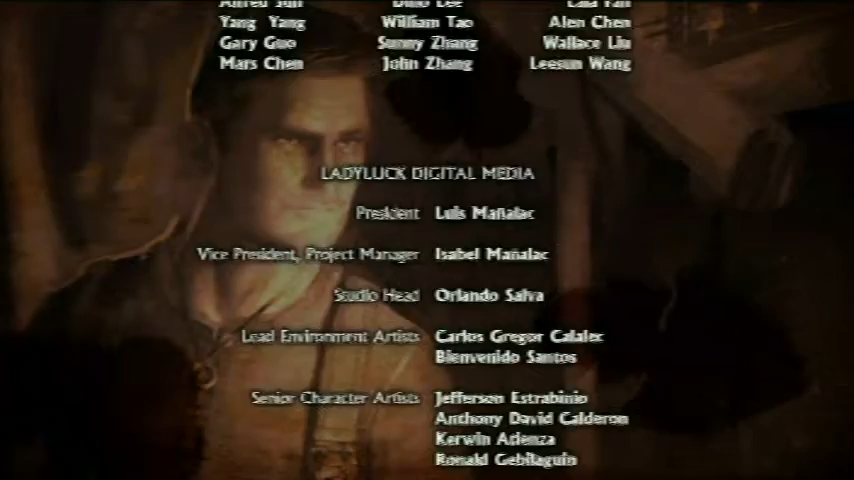 Yang Yang William Tao Alen Chen
Gary Guo Sunny Zhang Wallace Liu
Mars Chen John Zhang Leesun Wang
LADYLUCK DIGITAL MEDIA
President Luis Mañalac
Vice President, Project Manager Isabel Mañalac
Studio Head Orlando Salva
Lead Environment Artists Carlos Gregor Calalec
Bienvenido Santos
Senior Character Artists Jefferson Estrabinio
Anthony David Calderon
Kerwin Atienza
Ronald Gebilaguin